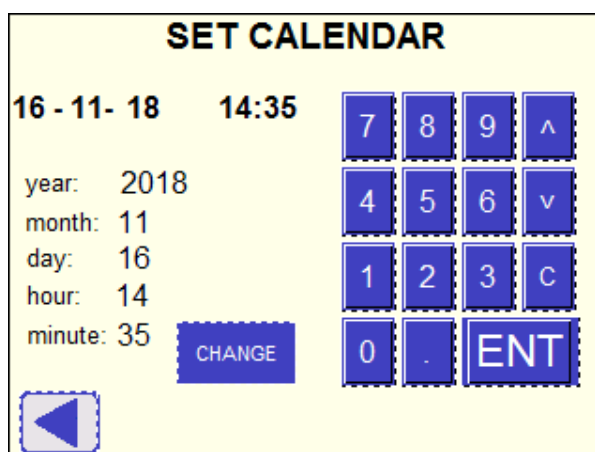 SET CALENDAR
16 - 11- 18 14:35
year: 2018
month: 11
day: 16
hour: 14
minute: 35
CHANGE
7 8 9 ^
4 5 6 v
1 2 3 C
0 . ENT